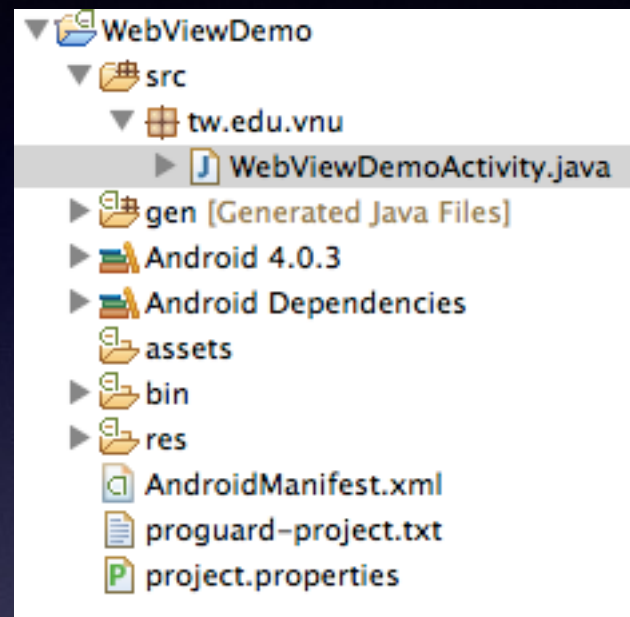 WebViewDemo
src
tw.edu.vnu
WebViewDemoActivity.java
gen [Generated Java Files]
Android 4.0.3
Android Dependencies
assets
bin
res
AndroidManifest.xml
proguard-project.txt
project.properties